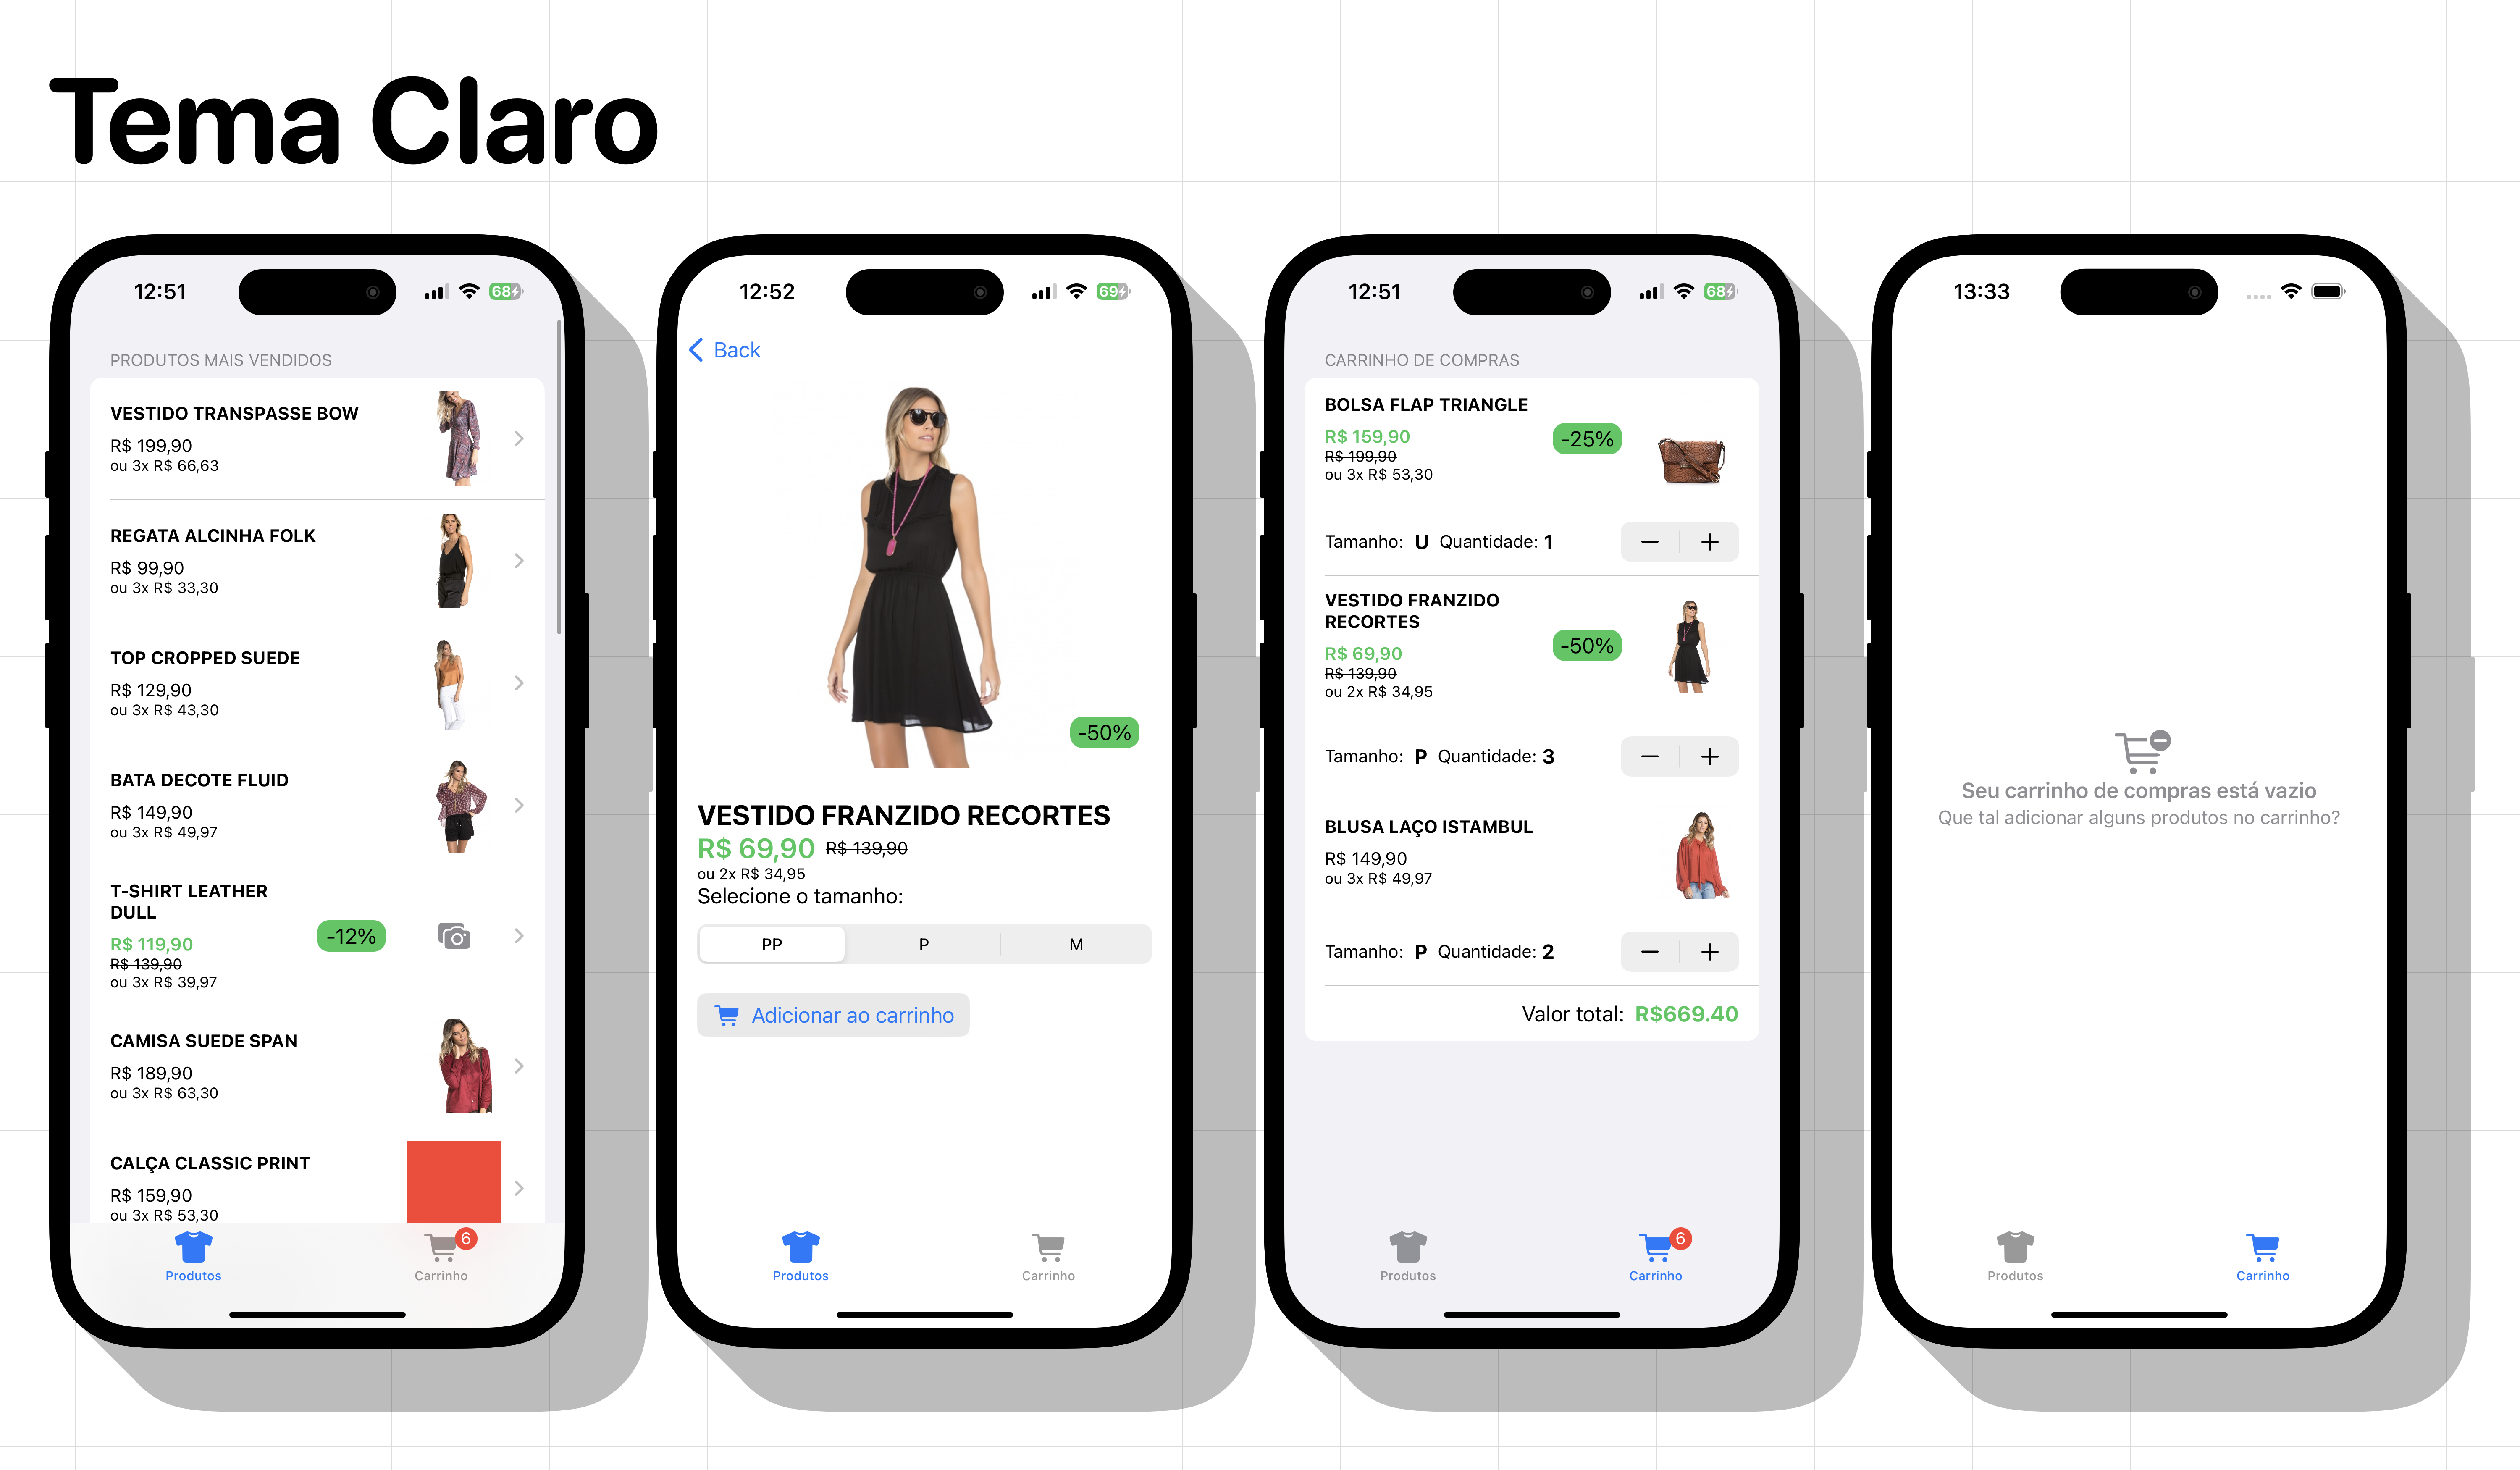 Tema Claro
12:51
68
PRODUTOS MAIS VENDIDOS
VESTIDO TRANSPASSE BOW
R$ 199,90
ou 3x R$ 66,63
REGATA ALCINHA FOLK
R$ 99,90
ou 3x R$ 33,30
TOP CROPPED SUEDE
R$ 129,90
ou 3x R$ 43,30
BATA DECOTE FLUID
R$ 149,90
ou 3x R$ 49,97
T-SHIRT LEATHER
DULL
-12%
R$ 119,90
R$ 139,90
ou 3x R$ 39,97
CAMISA SUEDE SPAN
R$ 189,90
ou 3x R$ 63,30
CALÇA CLASSIC PRINT
R$ 159,90
ou 3x R$ 53,30
6
Produtos
Carrinho
12:52
69
Back
-50%
VESTIDO FRANZIDO RECORTES
R$ 69,90 R$ 139,90
ou 2x R$ 34,95
Selecione o tamanho:
PP P M
Adicionar ao carrinho
Produtos
Carrinho
12:51
68
CARRINHO DE COMPRAS
BOLSA FLAP TRIANGLE
R$ 159,90
-25%
R$ 199,90
ou 3x R$ 53,30
Tamanho: U Quantidade: 1
VESTIDO FRANZIDO
RECORTES
-50%
R$ 69,90
R$ 139,90
ou 2x R$ 34,95
Tamanho: P Quantidade: 3
BLUSA LAÇO ISTAMBUL
R$ 149,90
ou 3x R$ 49,97
Tamanho: P Quantidade: 2
Valor total: R$669.40
6
Produtos
Carrinho
13:33
Seu carrinho de compras está vazio
Que tal adicionar alguns produtos no carrinho?
Produtos
Carrinho